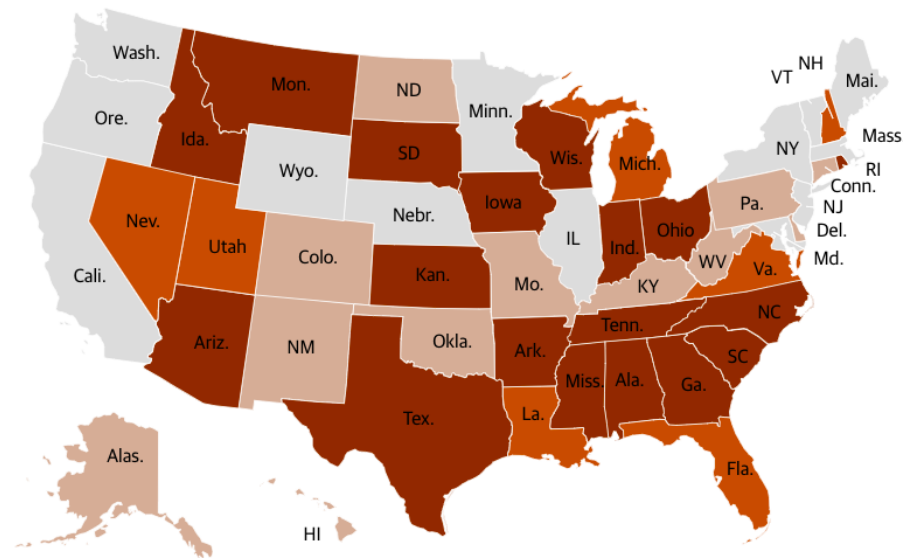 Wash.
Mon.
ND
Minn.
VT
NH
Mai.
Ore.
Ida.
SD
Wis.
Mich.
NY
Mass
Wyo.
RI
Conn.
Nev.
Utah
Nebr.
Iowa
IL
Ind.
Ohio
Pa.
NJ
Del.
Cali.
Colo.
Kan.
Mo.
KY
WV
Va.
Md.
Ariz.
NM
Okla.
Ark.
Tenn.
NC
SC
Tex.
La.
Miss.
Ala.
Ga.
Fla.
Alas.
HI